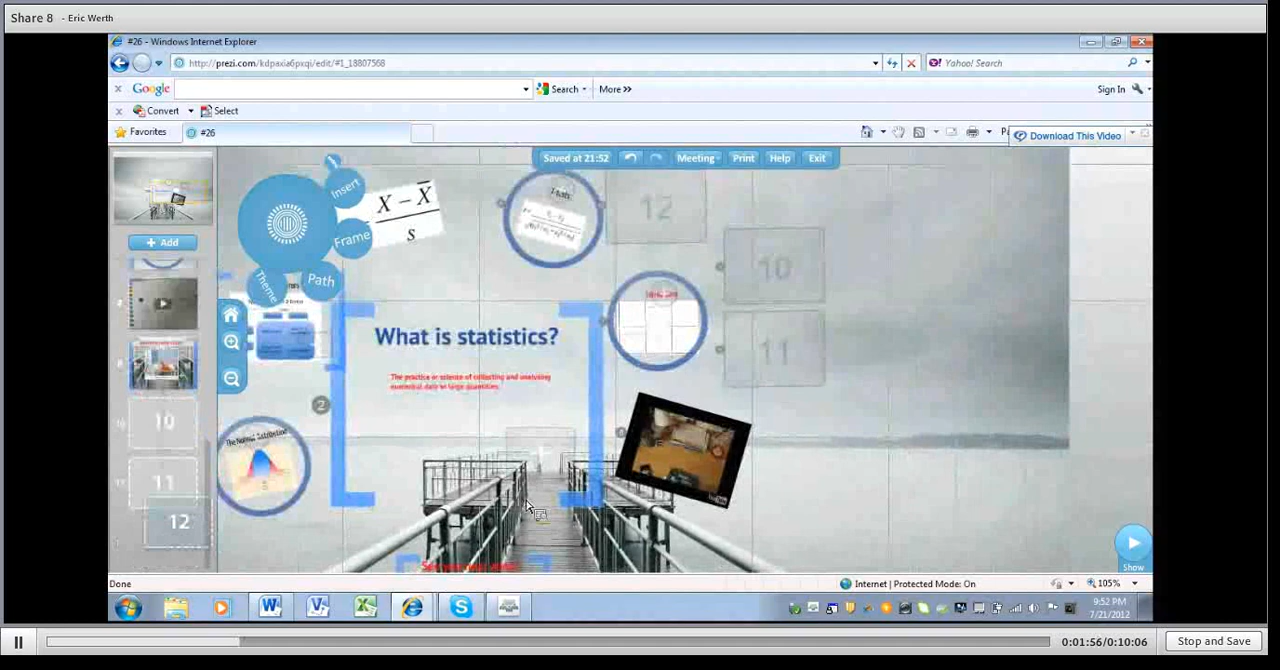 Share 8 - Eric Werth
#26 - Windows Internet Explorer
http://prezi.com/kdpaxia6pxqi/edit/#1_18807568
Yahoo! Search
x Google
Search
More >>
Sign In
x Convert Select
Favorites
#26
Download This Video
Saved at 21:52
Meeting
Print
Help
Exit
Insert
X − X̄
s
Frame
Path
Theme
Math
12
10
11
+ Add
What is statistics?
The practice or science of collecting and analysing
numerical data in large quantities.
2
The Normal Distribution
10
11
12
Show
Done
Internet | Protected Mode: On
105%
9:52 PM
7/21/2012
0:01:56/0:10:06
Stop and Save